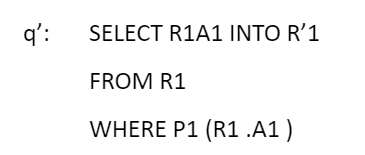 q’: SELECT R1A1 INTO R’1
FROM R1
WHERE P1 (R1 .A1 )